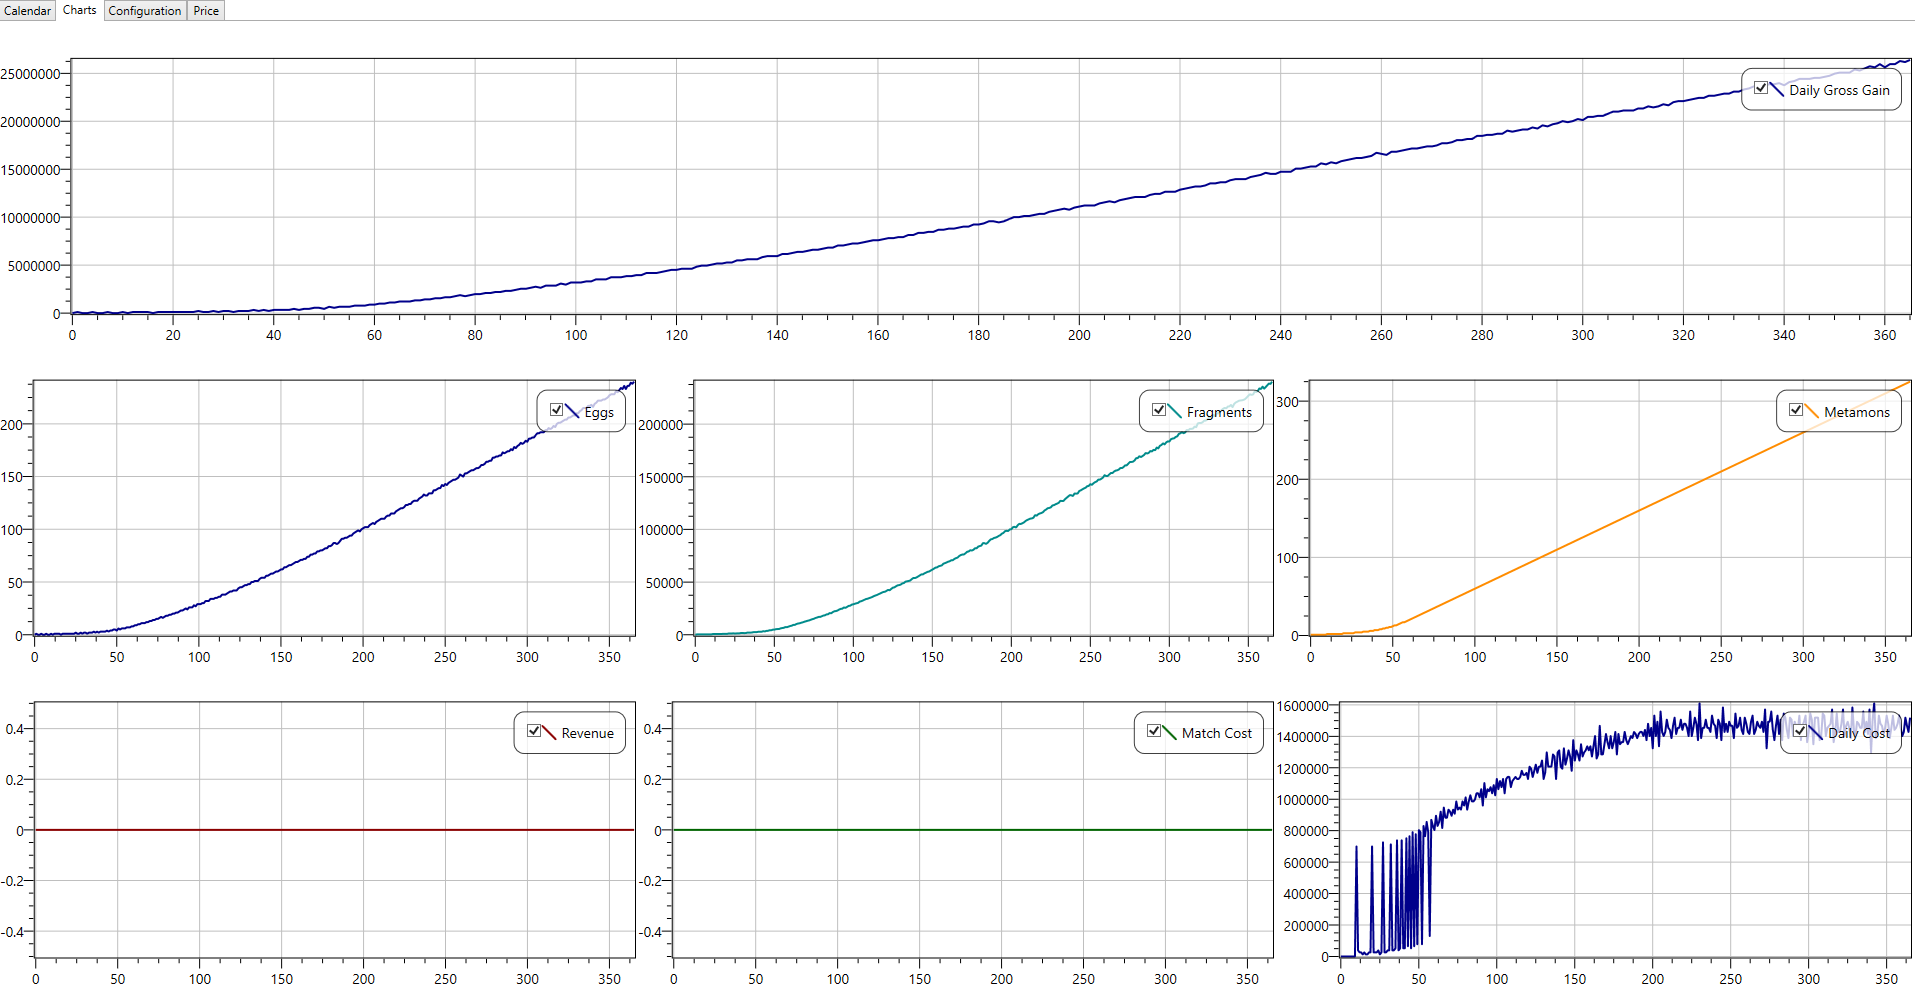 Calendar Charts Configuration Price
25000000
20000000
15000000
10000000
5000000
0
Daily Gross Gain
0 20 40 60 80 100 120 140 160 180 200 220 240 260 280 300 320 340 360
200
150
100
50
0
Eggs
0 50 100 150 200 250 300 350
200000
150000
100000
50000
0
Fragments
0 50 100 150 200 250 300 350
300
200
100
0
Metamons
0 50 100 150 200 250 300 350
0.4
0.2
0
-0.2
-0.4
Revenue
0 50 100 150 200 250 300 350
0.4
0.2
0
-0.2
-0.4
Match Cost
0 50 100 150 200 250 300 350
1600000
1400000
1200000
1000000
800000
600000
400000
200000
0
Daily Cost
0 50 100 150 200 250 300 350